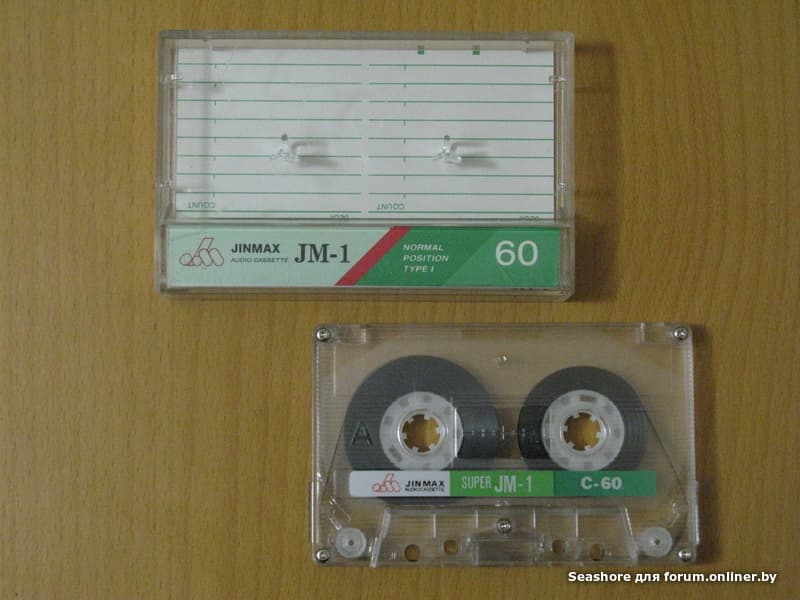 COUNT
DECK
COUNT
DECK
JINMAX
AUDIO CASSETTE
JM-1
NORMAL
POSITION
TYPE I
60
A
JINMAX
AUDIO CASSETTE
SUPER JM-1
C-60
Seashore для forum.onliner.by